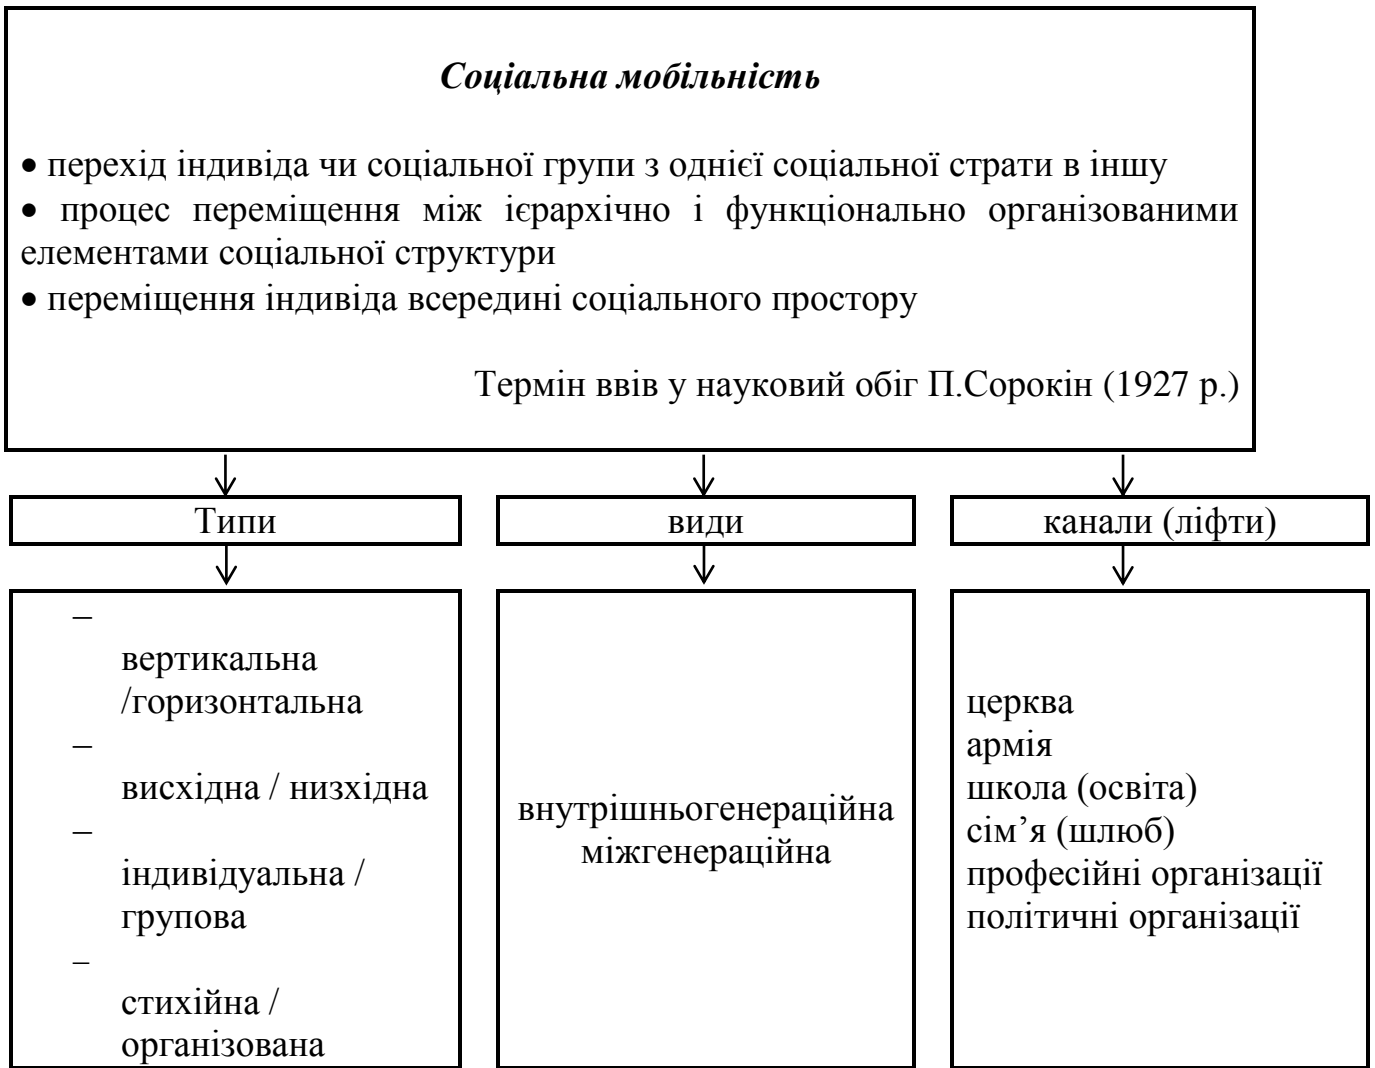 Соціальна мобільність
• перехід індивіда чи соціальної групи з однієї соціальної страти в іншу
• процес переміщення між ієрархічно і функціонально організованими
елементами соціальної структури
• переміщення індивіда всередині соціального простору
Термін ввів у науковий обіг П.Сорокін (1927 р.)
Типи
види
канали (ліфти)
–
вертикальна
/горизонтальна
–
висхідна / низхідна
–
індивідуальна /
групова
–
стихійна /
організована
внутрішньогенераційна
міжгенераційна
церква
армія
школа (освіта)
сім’я (шлюб)
професійні організації
політичні організації